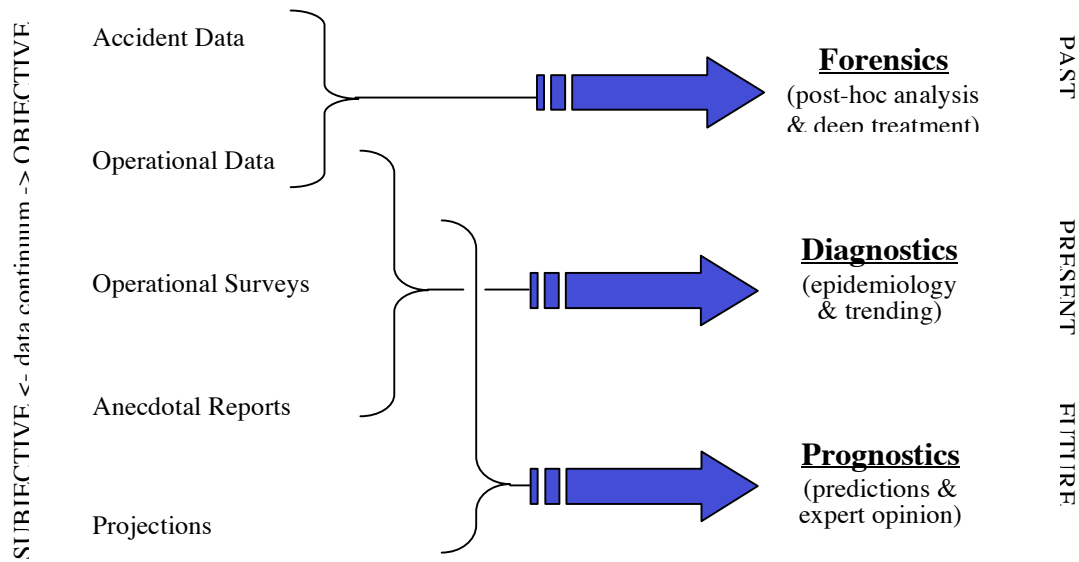 SUBJECTIVE <- data continuum -> OBJECTIVE
Accident Data
Operational Data
Operational Surveys
Anecdotal Reports
Projections
Forensics
(post-hoc analysis
& deep treatment)
Diagnostics
(epidemiology
& trending)
Prognostics
(predictions &
expert opinion)
PAST
PRESENT
FUTURE